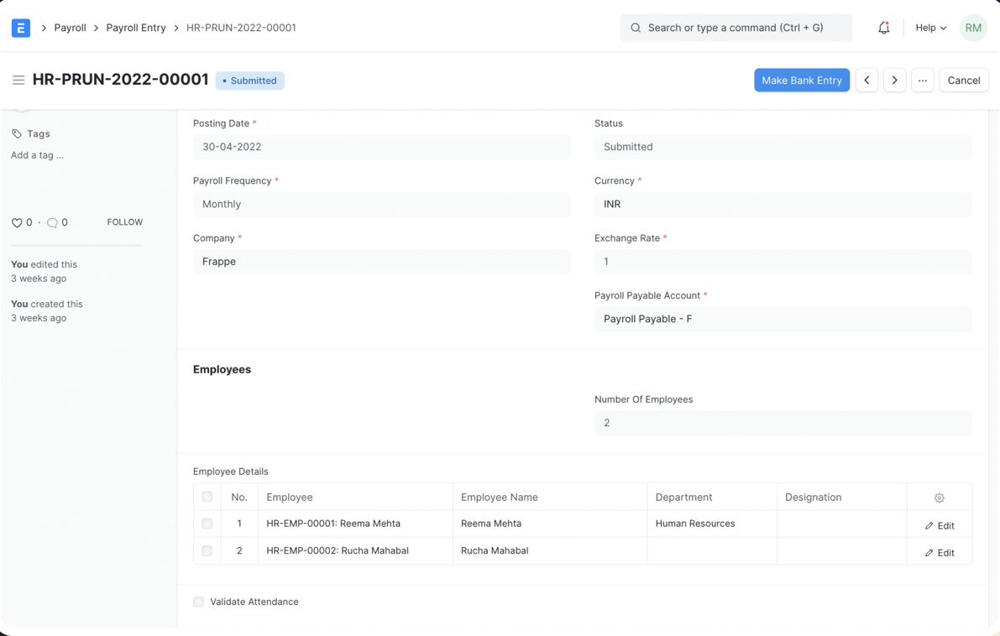 E Payroll Payroll Entry HR-PRUN-2022-00001 Search or type a command (Ctrl + G) Help RM
HR-PRUN-2022-00001 • Submitted Make Bank Entry ... Cancel
Tags
Add a tag ...
0 · 0 FOLLOW
You edited this
3 weeks ago
You created this
3 weeks ago
Posting Date * Status
30-04-2022 Submitted
Payroll Frequency * Currency *
Monthly INR
Company * Exchange Rate *
Frappe 1
Payroll Payable Account *
Payroll Payable - F
Employees
Number Of Employees
2
Employee Details
No. Employee Employee Name Department Designation
1 HR-EMP-00001: Reema Mehta Reema Mehta Human Resources Edit
2 HR-EMP-00002: Rucha Mahabal Rucha Mahabal Edit
Validate Attendance